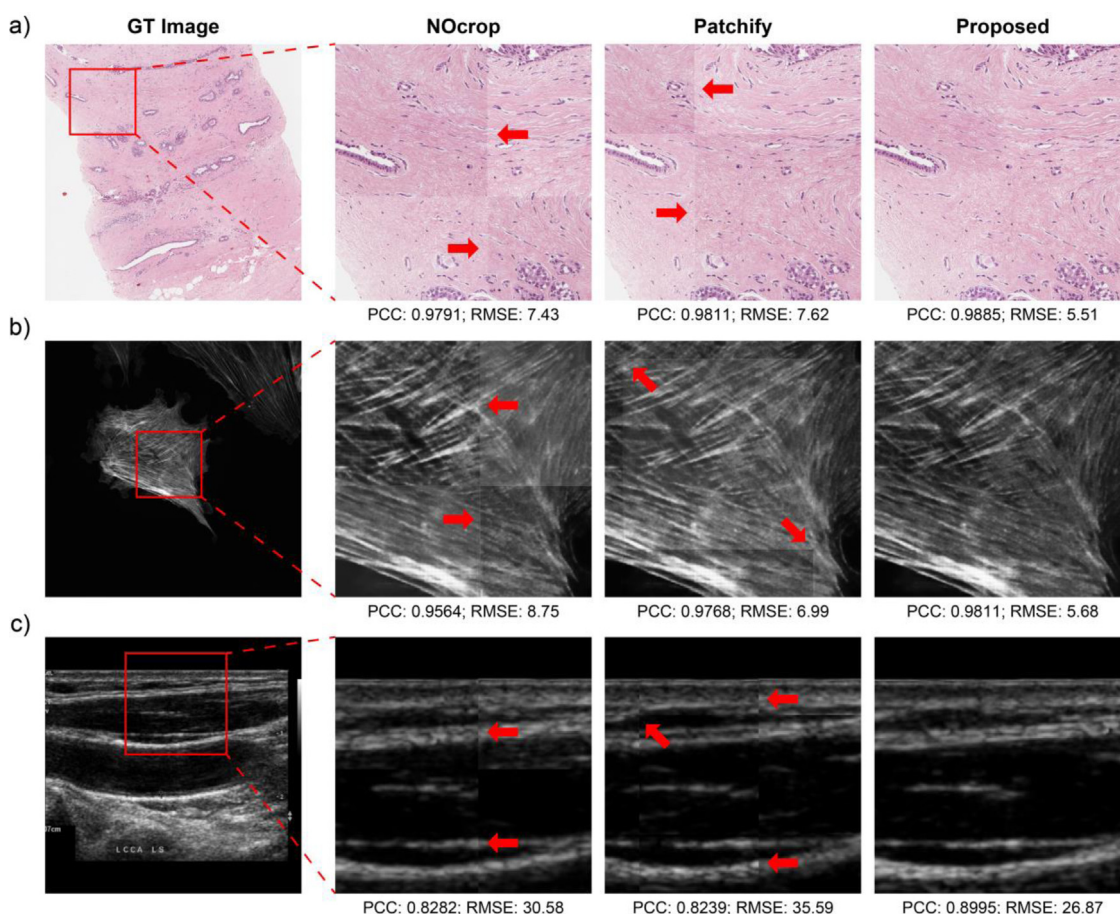 a) GT Image NOcrop Patchify Proposed
PCC: 0.9791; RMSE: 7.43 PCC: 0.9811; RMSE: 7.62 PCC: 0.9885; RMSE: 5.51
b)
PCC: 0.9564; RMSE: 8.75 PCC: 0.9768; RMSE: 6.99 PCC: 0.9811; RMSE: 5.68
c)
LCCA LS
PCC: 0.8282; RMSE: 30.58 PCC: 0.8239; RMSE: 35.59 PCC: 0.8995; RMSE: 26.87